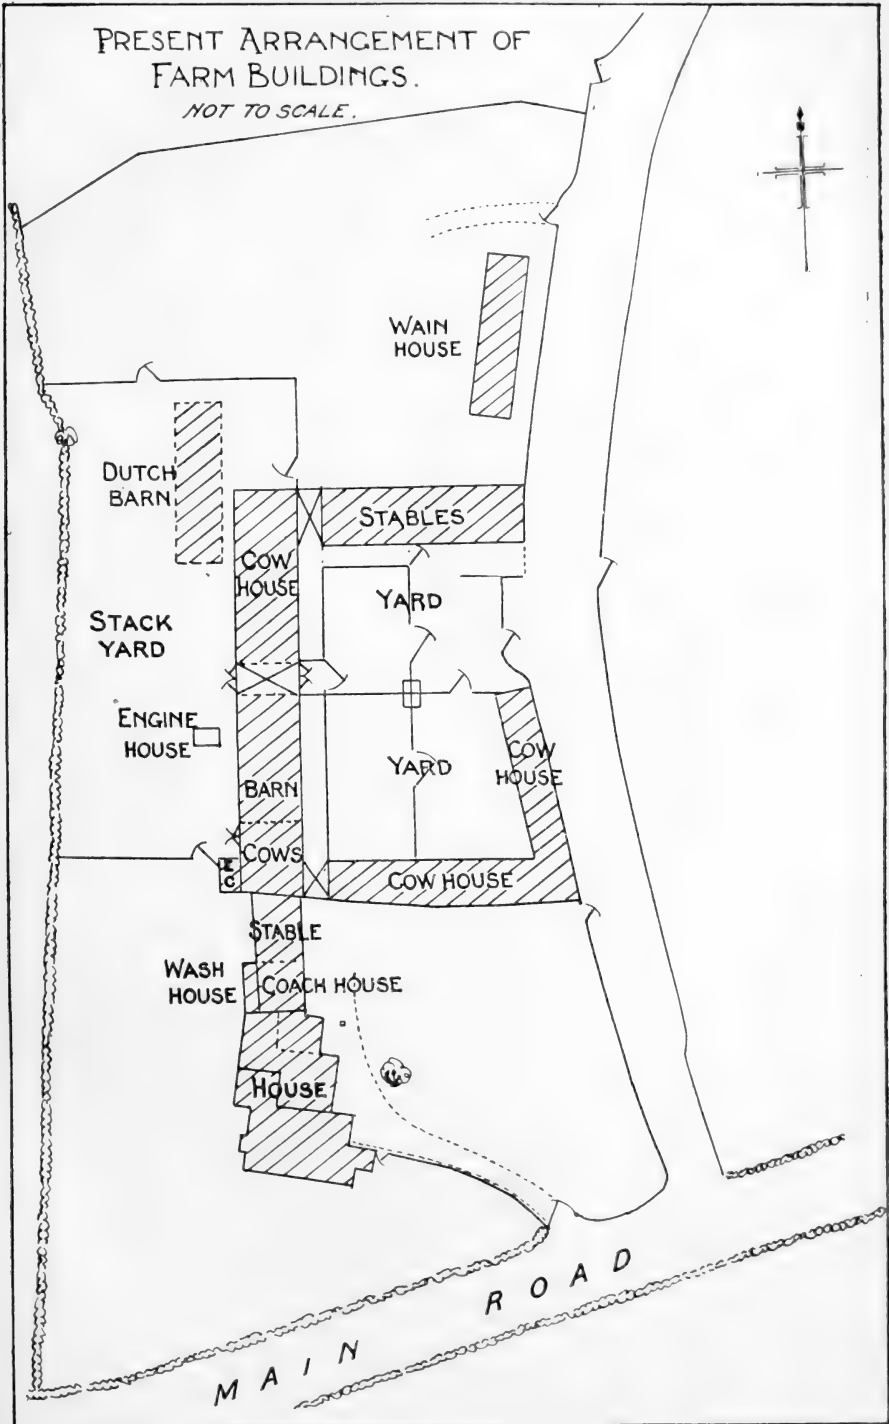 PRESENT ARRANGEMENT OF
FARM BUILDINGS.
NOT TO SCALE.
WAIN
HOUSE
DUTCH
BARN
STABLES
COW
HOUSE
YARD
STACK
YARD
ENGINE
HOUSE
YARD
COW
HOUSE
BARN
COWS
E
C
COW HOUSE
STABLE
WASH
HOUSE
COACH HOUSE
HOUSE
MAIN ROAD